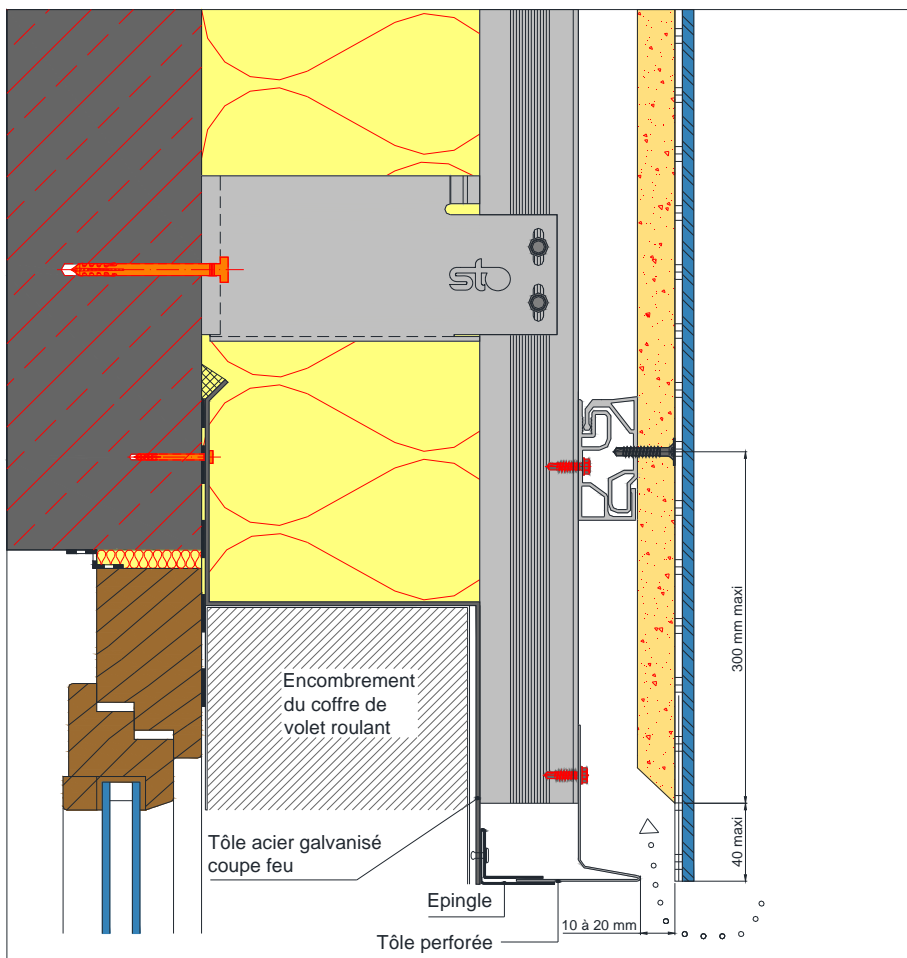 sto
300 mm maxi
Encombrement
du coffre de
volet roulant
Tôle acier galvanisé
coupe feu
40 maxi
Epingle
10 à 20 mm
Tôle perforée